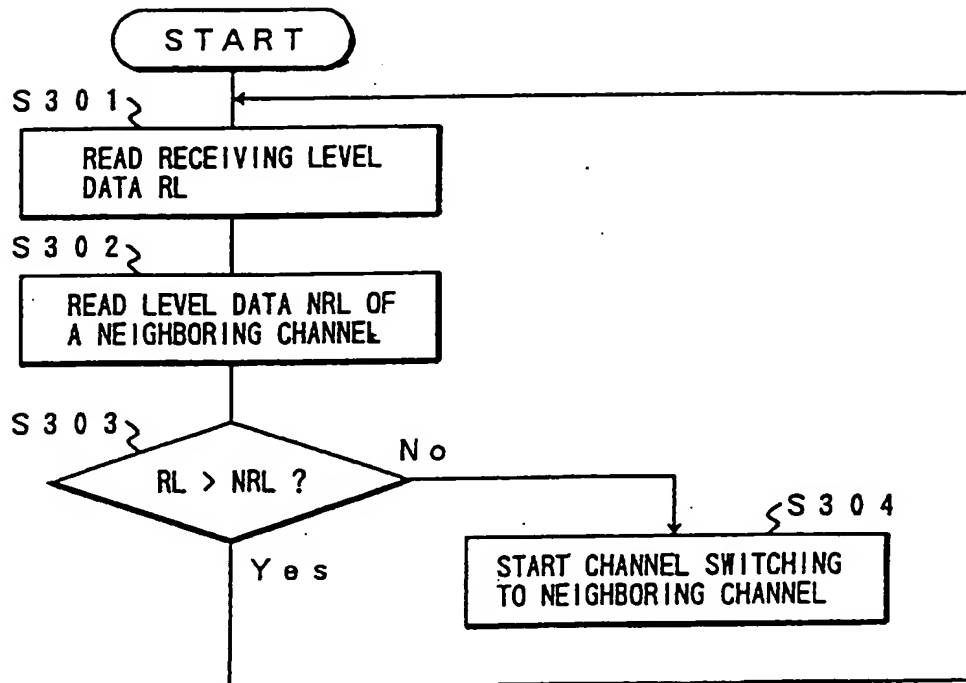 START
S301
READ RECEIVING LEVEL
DATA RL
S302
READ LEVEL DATA NRL OF
A NEIGHBORING CHANNEL
S303
RL > NRL ?
No
Yes
S304
START CHANNEL SWITCHING
TO NEIGHBORING CHANNEL